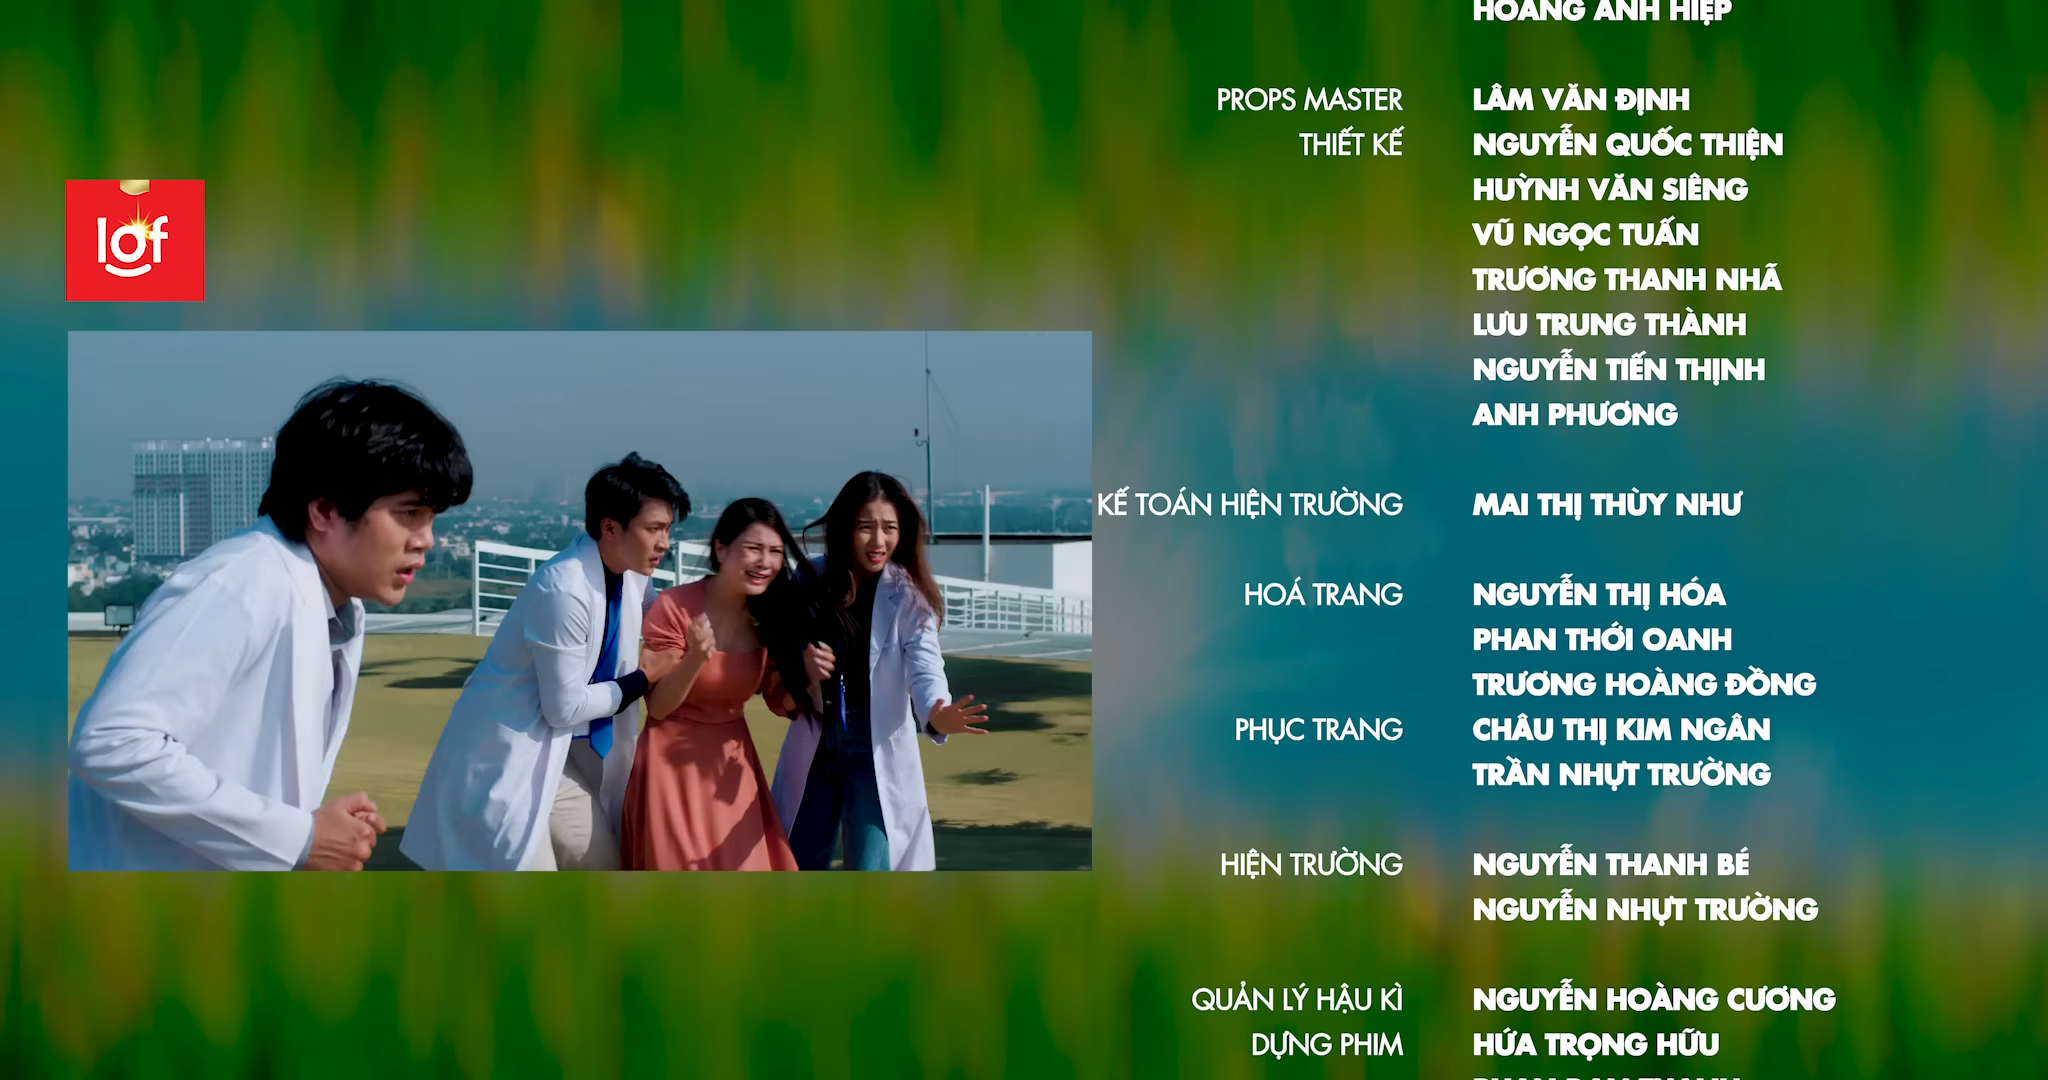 HOÀNG ANH HIỆP
PROPS MASTER LÂM VĂN ĐỊNH
THIẾT KẾ NGUYỄN QUỐC THIỆN
HUỲNH VĂN SIÊNG
VŨ NGỌC TUẤN
TRƯƠNG THANH NHÃ
LƯU TRUNG THÀNH
NGUYỄN TIẾN THỊNH
ANH PHƯƠNG
KẾ TOÁN HIỆN TRƯỜNG MAI THỊ THÙY NHƯ
HOÁ TRANG NGUYỄN THỊ HÓA
PHAN THỚI OANH
TRƯƠNG HOÀNG ĐỒNG
PHỤC TRANG CHÂU THỊ KIM NGÂN
TRẦN NHỰT TRƯỜNG
HIỆN TRƯỜNG NGUYỄN THANH BÉ
NGUYỄN NHỰT TRƯỜNG
QUẢN LÝ HẬU KÌ NGUYỄN HOÀNG CƯƠNG
DỰNG PHIM HỨA TRỌNG HỮU
lof